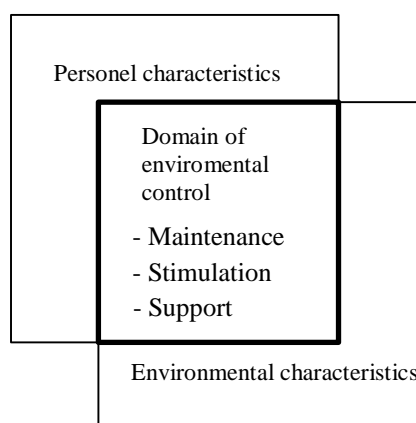 Personel characteristics
Domain of
enviromental
control
- Maintenance
- Stimulation
- Support
Environmental characteristics